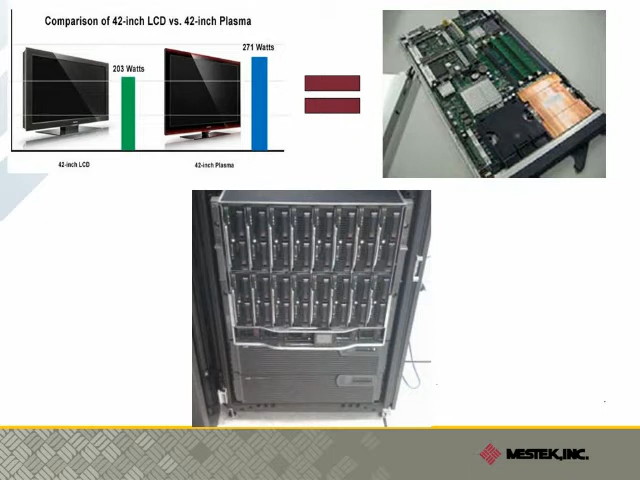 Comparison of 42-inch LCD vs. 42-inch Plasma
271 Watts
203 Watts
42-inch LCD
42-inch Plasma
MESTEK, INC.